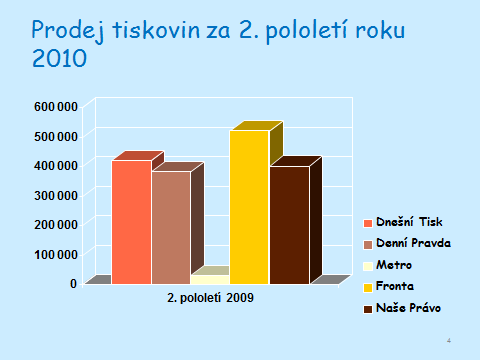 Prodej tiskovin za 2. pololetí roku
2010
600 000
500 000
400 000
300 000
200 000
100 000
0
2. pololetí 2009
Dnešní Tisk
Denní Pravda
Metro
Fronta
Naše Právo
4